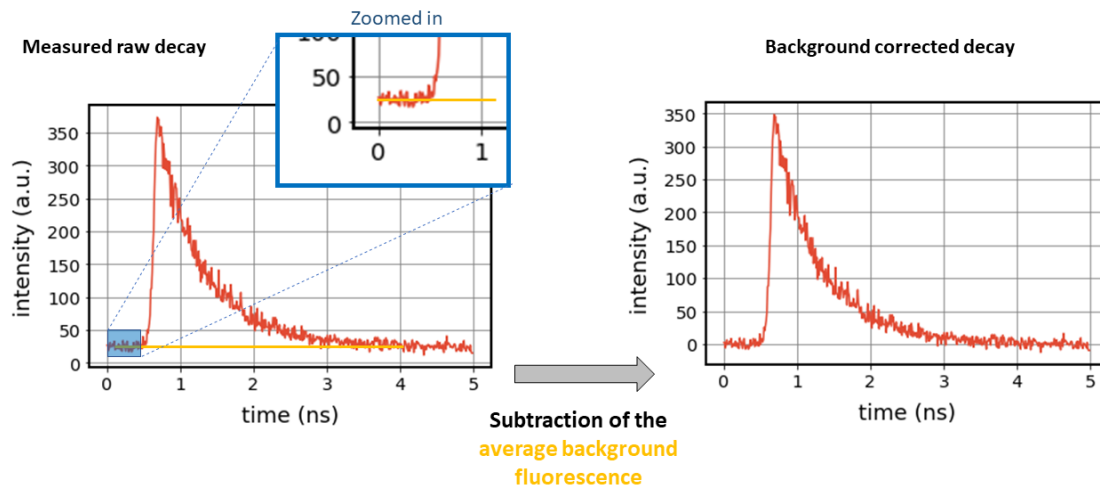 Zoomed in
Measured raw decay
Background corrected decay
100
50
0
0 1
350
300
250
200
150
100
50
0
intensity (a.u.)
0 1 2 3 4 5
time (ns)
Subtraction of the
average background
fluorescence
350
300
250
200
150
100
50
0
intensity (a.u.)
0 1 2 3 4 5
time (ns)